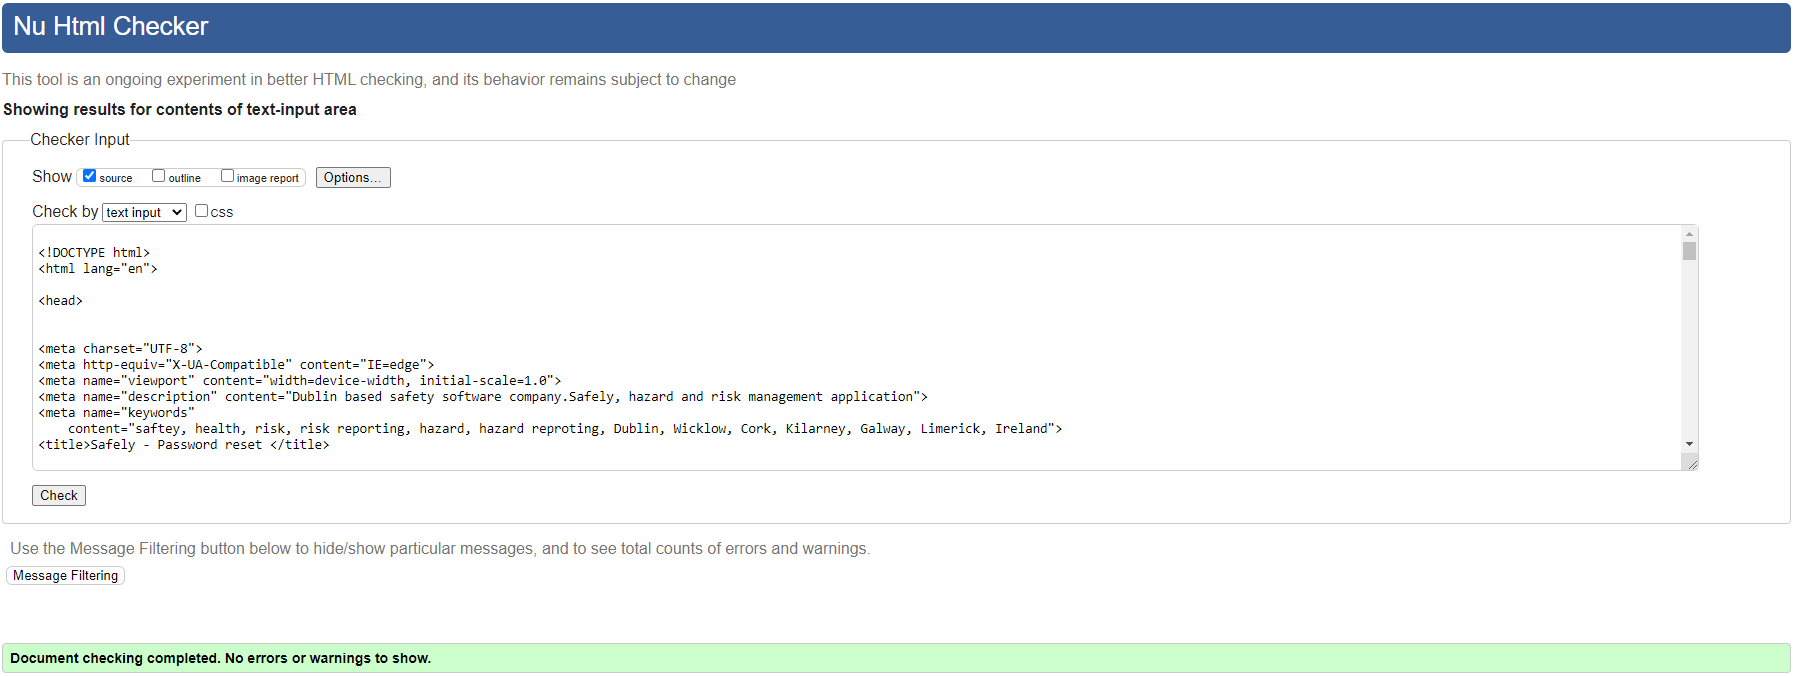 Nu Html Checker
This tool is an ongoing experiment in better HTML checking, and its behavior remains subject to change
Showing results for contents of text-input area
Checker Input
Show source outline image report Options...
Check by text input css
<!DOCTYPE html>
<html lang="en">
<head>
<meta charset="UTF-8">
<meta http-equiv="X-UA-Compatible" content="IE=edge">
<meta name="viewport" content="width=device-width, initial-scale=1.0">
<meta name="description" content="Dublin based safety software company.Safely, hazard and risk management application">
<meta name="keywords"
content="saftey, health, risk, risk reporting, hazard, hazard reproting, Dublin, Wicklow, Cork, Kilarney, Galway, Limerick, Ireland">
<title>Safely - Password reset </title>
Check
Use the Message Filtering button below to hide/show particular messages, and to see total counts of errors and warnings.
Message Filtering
Document checking completed. No errors or warnings to show.